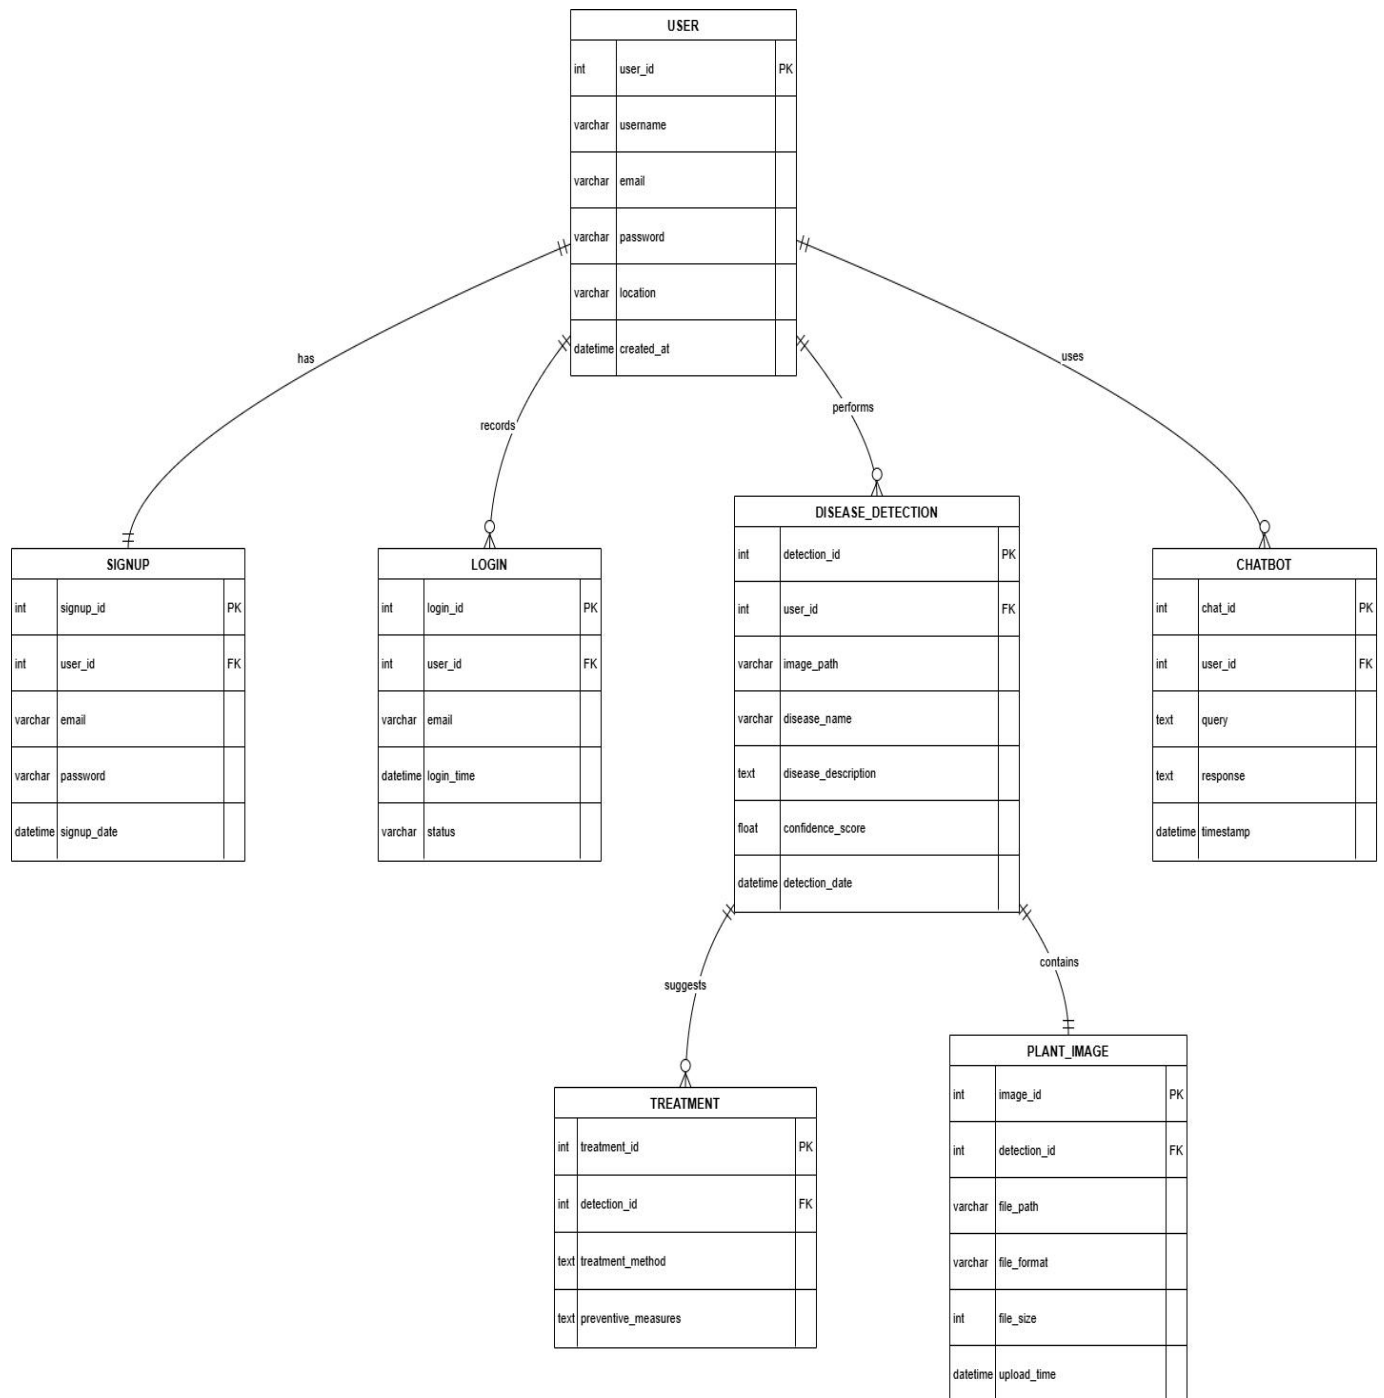 USER
int user_id PK
varchar username
varchar email
varchar password
varchar location
datetime created_at
has
uses
records
performs
SIGNUP
int signup_id PK
int user_id FK
varchar email
varchar password
datetime signup_date
LOGIN
int login_id PK
int user_id FK
varchar email
datetime login_time
varchar status
DISEASE_DETECTION
int detection_id PK
int user_id FK
varchar image_path
varchar disease_name
text disease_description
float confidence_score
datetime detection_date
CHATBOT
int chat_id PK
int user_id FK
text query
text response
datetime timestamp
suggests
contains
TREATMENT
int treatment_id PK
int detection_id FK
text treatment_method
text preventive_measures
PLANT_IMAGE
int image_id PK
int detection_id FK
varchar file_path
varchar file_format
int file_size
datetime upload_time